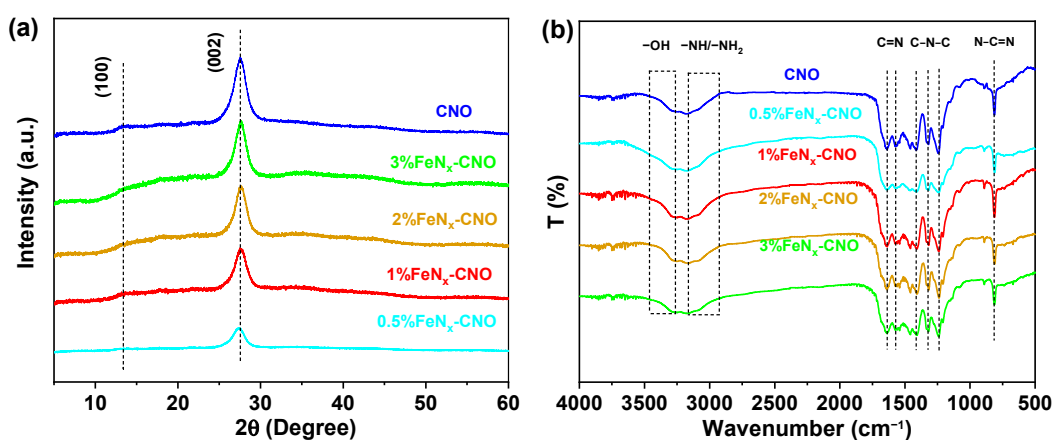 (a)
(100)
(002)
CNO
3%FeNₓ-CNO
2%FeNₓ-CNO
1%FeNₓ-CNO
0.5%FeNₓ-CNO
Intensity (a.u.)
10 20 30 40 50 60
2θ (Degree)
(b)
−OH −NH/−NH₂ C=N C−N−C N−C=N
CNO
0.5%FeNₓ-CNO
1%FeNₓ-CNO
2%FeNₓ-CNO
3%FeNₓ-CNO
T (%)
4000 3500 3000 2500 2000 1500 1000 500
Wavenumber (cm⁻¹)